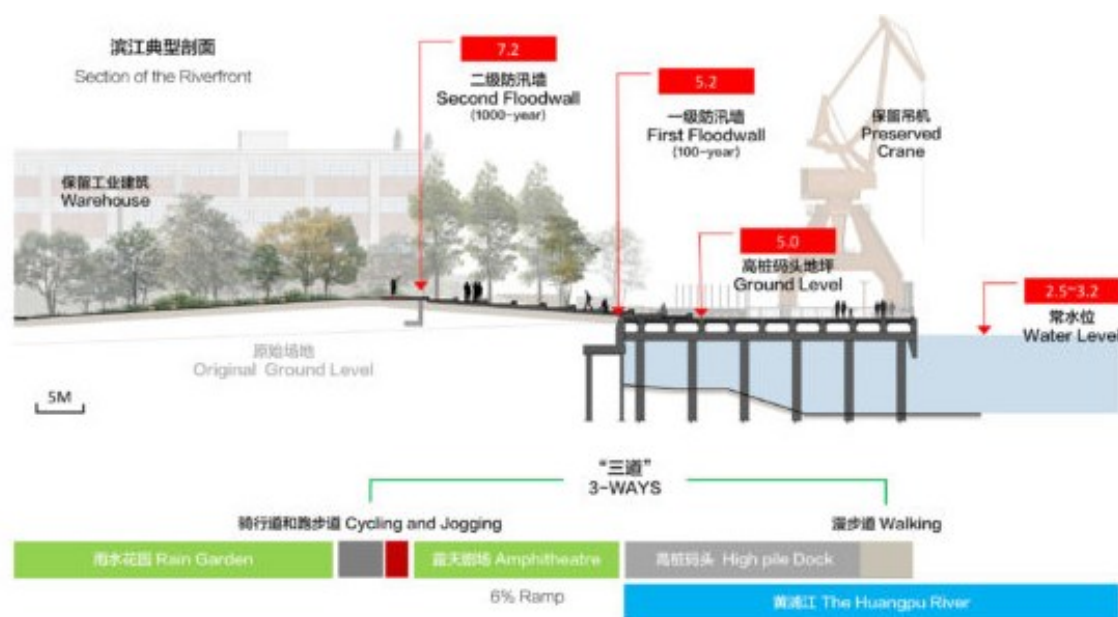 滨江典型剖面
Section of the Riverfront
7.2
二级防汛墙
Second Floodwall
(1000-year)
5.2
一级防汛墙
First Floodwall
(100-year)
保留吊机
Preserved
Crane
保留工业建筑
Warehouse
5.0
高桩码头地坪
Ground Level
2.5~3.2
常水位
Water Level
原始场地
Original Ground Level
5M
“三道”
3-WAYS
骑行道和跑步道 Cycling and Jogging
漫步道 Walking
雨水花园 Rain Garden
露天剧场 Amphitheatre
高桩码头 High pile Dock
6% Ramp
黄浦江 The Huangpu River